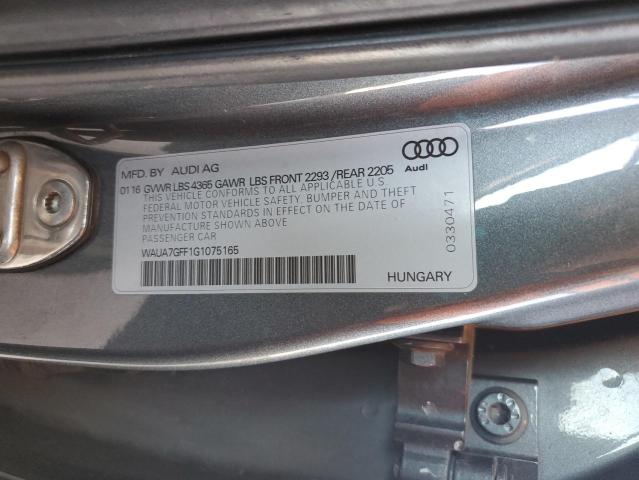 MFD. BY AUDI AG
Audi
01 16 GVWR LBS 4365 GAWR LBS FRONT 2293 /REAR 2205
THIS VEHICLE CONFORMS TO ALL APPLICABLE U.S
FEDERAL MOTOR VEHICLE SAFETY, BUMPER AND THEFT
PREVENTION STANDARDS IN EFFECT ON THE DATE OF
MANUFACTURE SHOWN ABOVE
PASSENGER CAR
WAUA7GFF1G1075165
HUNGARY
0330471